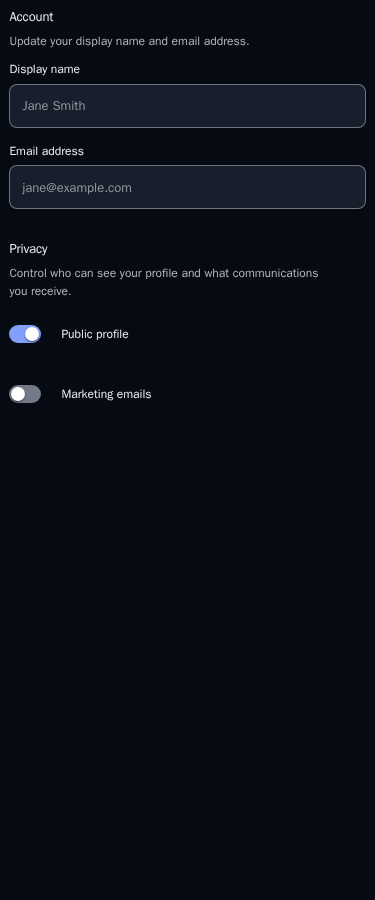 Account
Update your display name and email address.
Display name
Jane Smith
Email address
jane@example.com
Privacy
Control who can see your profile and what communications
you receive.
Public profile
Marketing emails